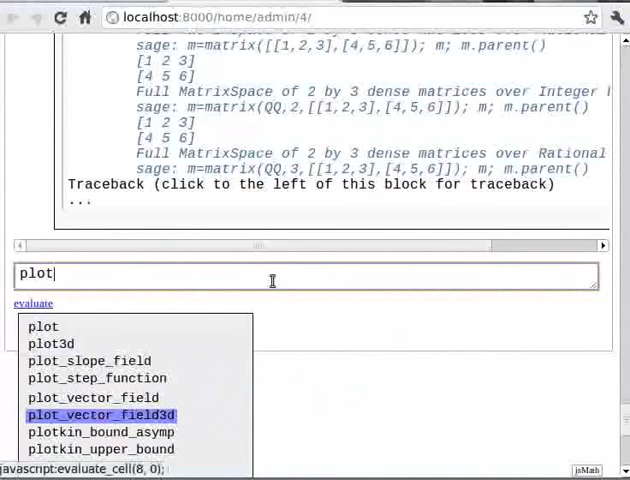 localhost:8000/home/admin/4/
sage: m=matrix([[1,2,3],[4,5,6]]); m; m.parent()
[1 2 3]
[4 5 6]
Full MatrixSpace of 2 by 3 dense matrices over Integer
sage: m=matrix(QQ,2,[[1,2,3],[4,5,6]]); m; m.parent()
[1 2 3]
[4 5 6]
Full MatrixSpace of 2 by 3 dense matrices over Rational
sage: m=matrix(QQ,3,[[1,2,3],[4,5,6]]); m; m.parent()
Traceback (click to the left of this block for traceback)
...
plot
evaluate
plot
plot3d
plot_slope_field
plot_step_function
plot_vector_field
plot_vector_field3d
plotkin_bound_asymp
plotkin_upper_bound
javascript:evaluate_cell(8, 0);
jsMath